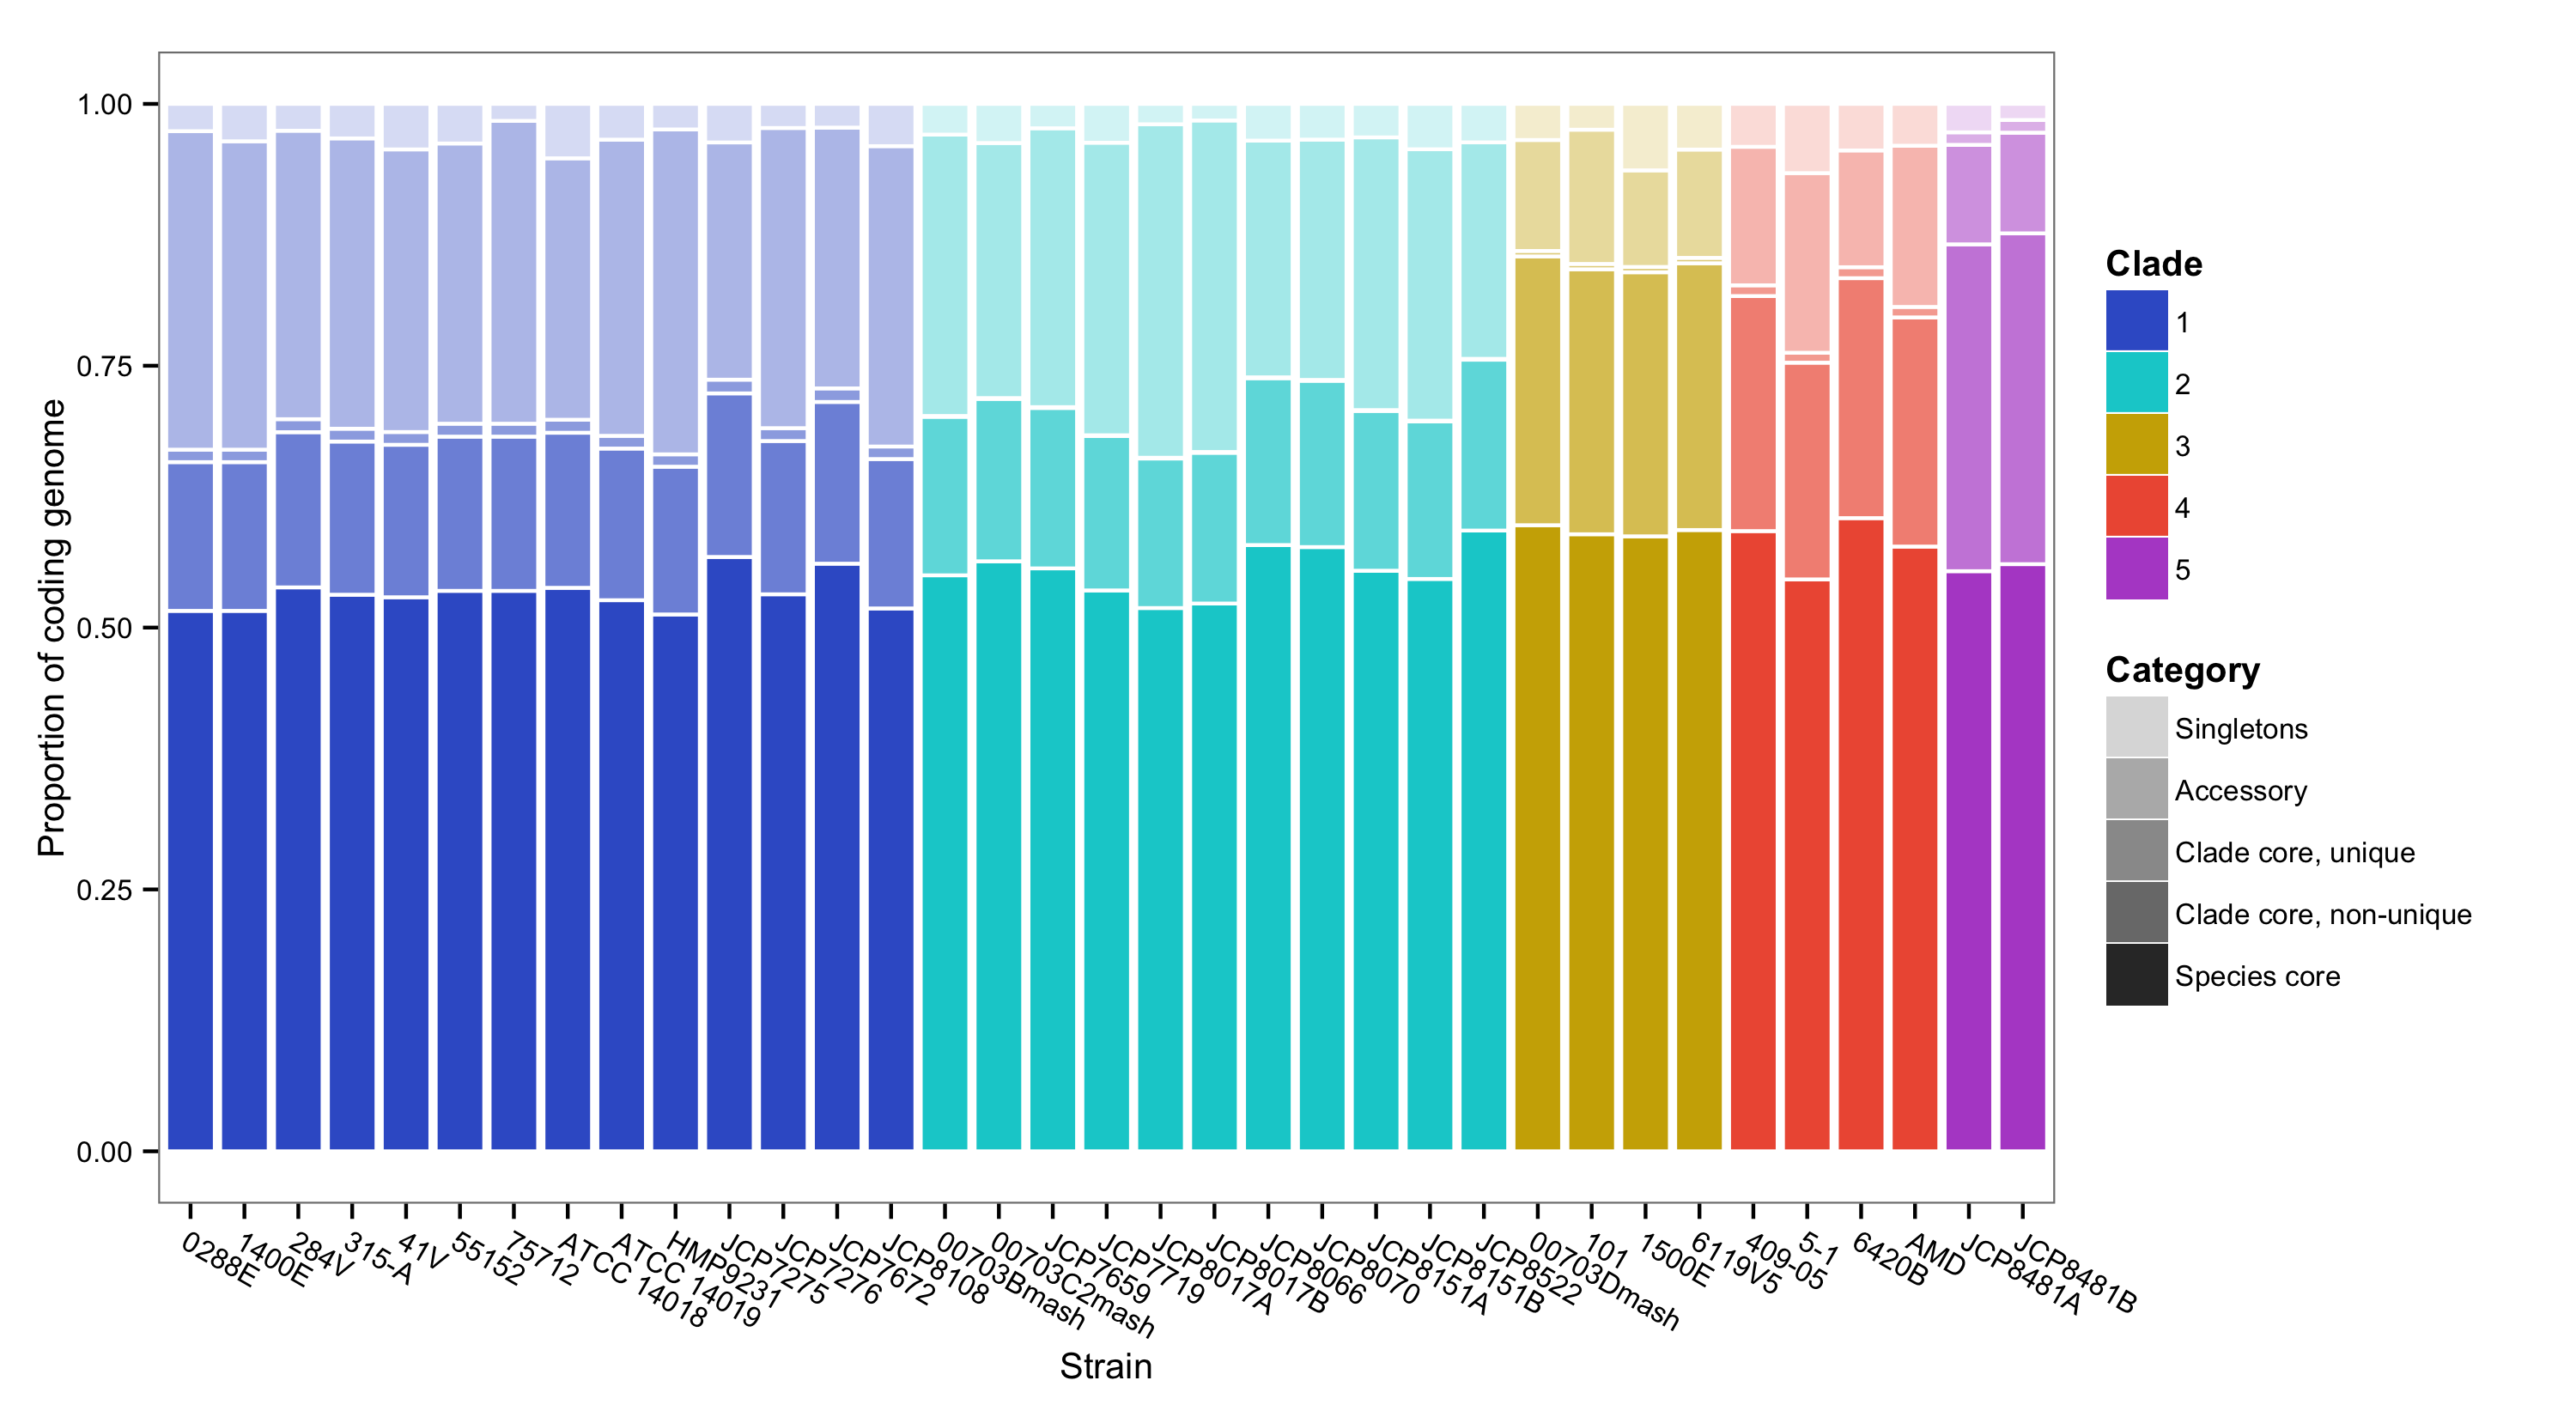 1.00
0.75
0.50
0.25
0.00
Proportion of coding genome
0288E
1400E
284V
315-A
41V
55152
75712
ATCC 14018
ATCC 14019
HMP9231
JCP7275
JCP7276
JCP7672
JCP8108
00703Bmash
00703C2mash
JCP7659
JCP7719
JCP8017A
JCP8017B
JCP8066
JCP8070
JCP8151A
JCP8151B
JCP8522
00703Dmash
101
1500E
6119V5
409-05
5-1
6420B
AMD
JCP8481A
JCP8481B
Strain
Clade
1
2
3
4
5
Category
Singletons
Accessory
Clade core, unique
Clade core, non-unique
Species core